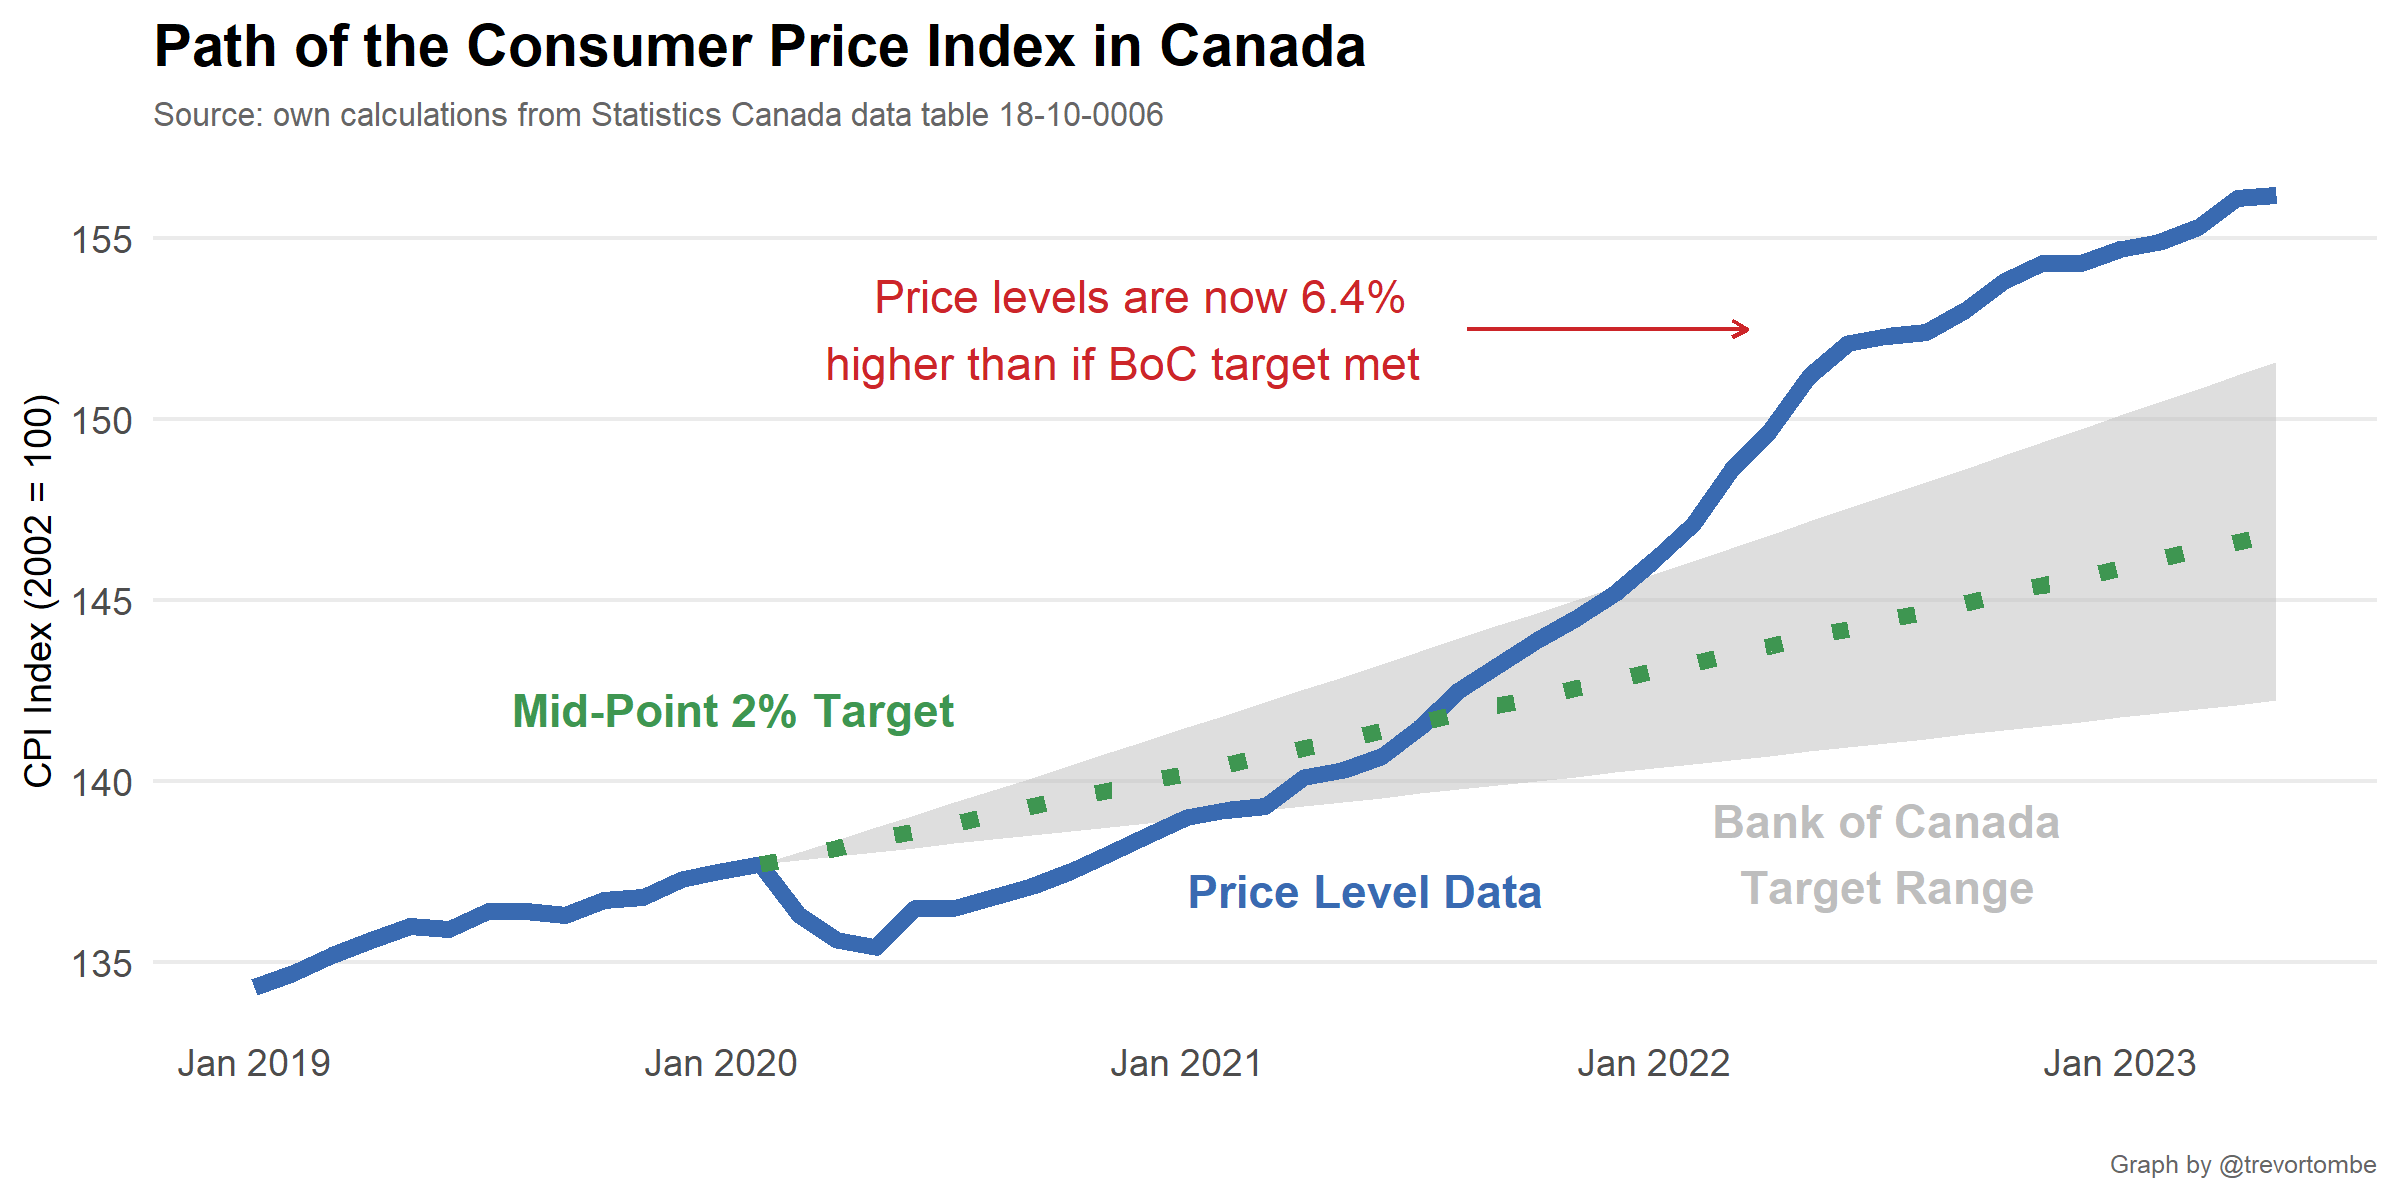 Path of the Consumer Price Index in Canada
Source: own calculations from Statistics Canada data table 18-10-0006
CPI Index (2002 = 100)
155
150
145
140
135
Price levels are now 6.4%
higher than if BoC target met
Mid-Point 2% Target
Price Level Data
Bank of Canada
Target Range
Jan 2019
Jan 2020
Jan 2021
Jan 2022
Jan 2023
Graph by @trevortombe